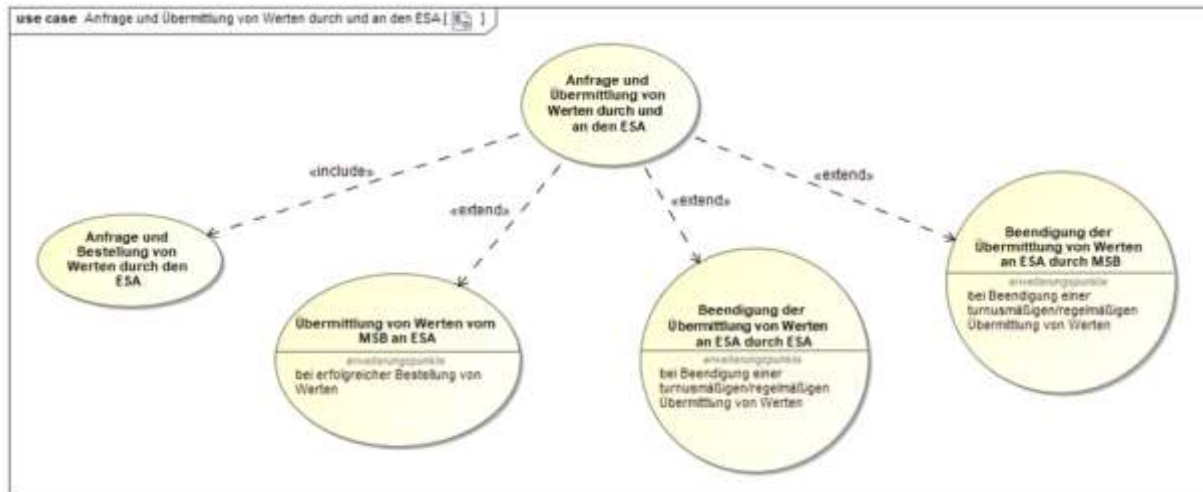 use case Anfrage und Übermittlung von Werten durch und an den ESA [ ]
Anfrage und
Übermittlung von
Werten durch und
an den ESA
«include»
«extend»
«extend»
«extend»
Anfrage und
Bestellung von
Werten durch den
ESA
Übermittlung von Werten vom
MSB an ESA
erweiterungspunkte
bei erfolgreicher Bestellung von
Werten
Beendigung der
Übermittlung von Werten
an ESA durch ESA
erweiterungspunkte
bei Beendigung einer
turnusmäßigen/regelmäßigen
Übermittlung von Werten
Beendigung der
Übermittlung von Werten
an ESA durch MSB
erweiterungspunkte
bei Beendigung einer
turnusmäßigen/regelmäßigen
Übermittlung von Werten